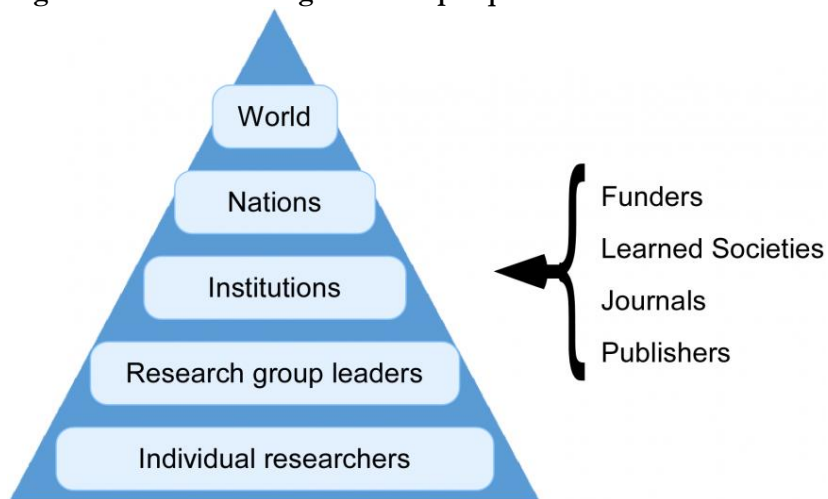 World
Nations
Institutions
Research group leaders
Individual researchers
Funders
Learned Societies
Journals
Publishers